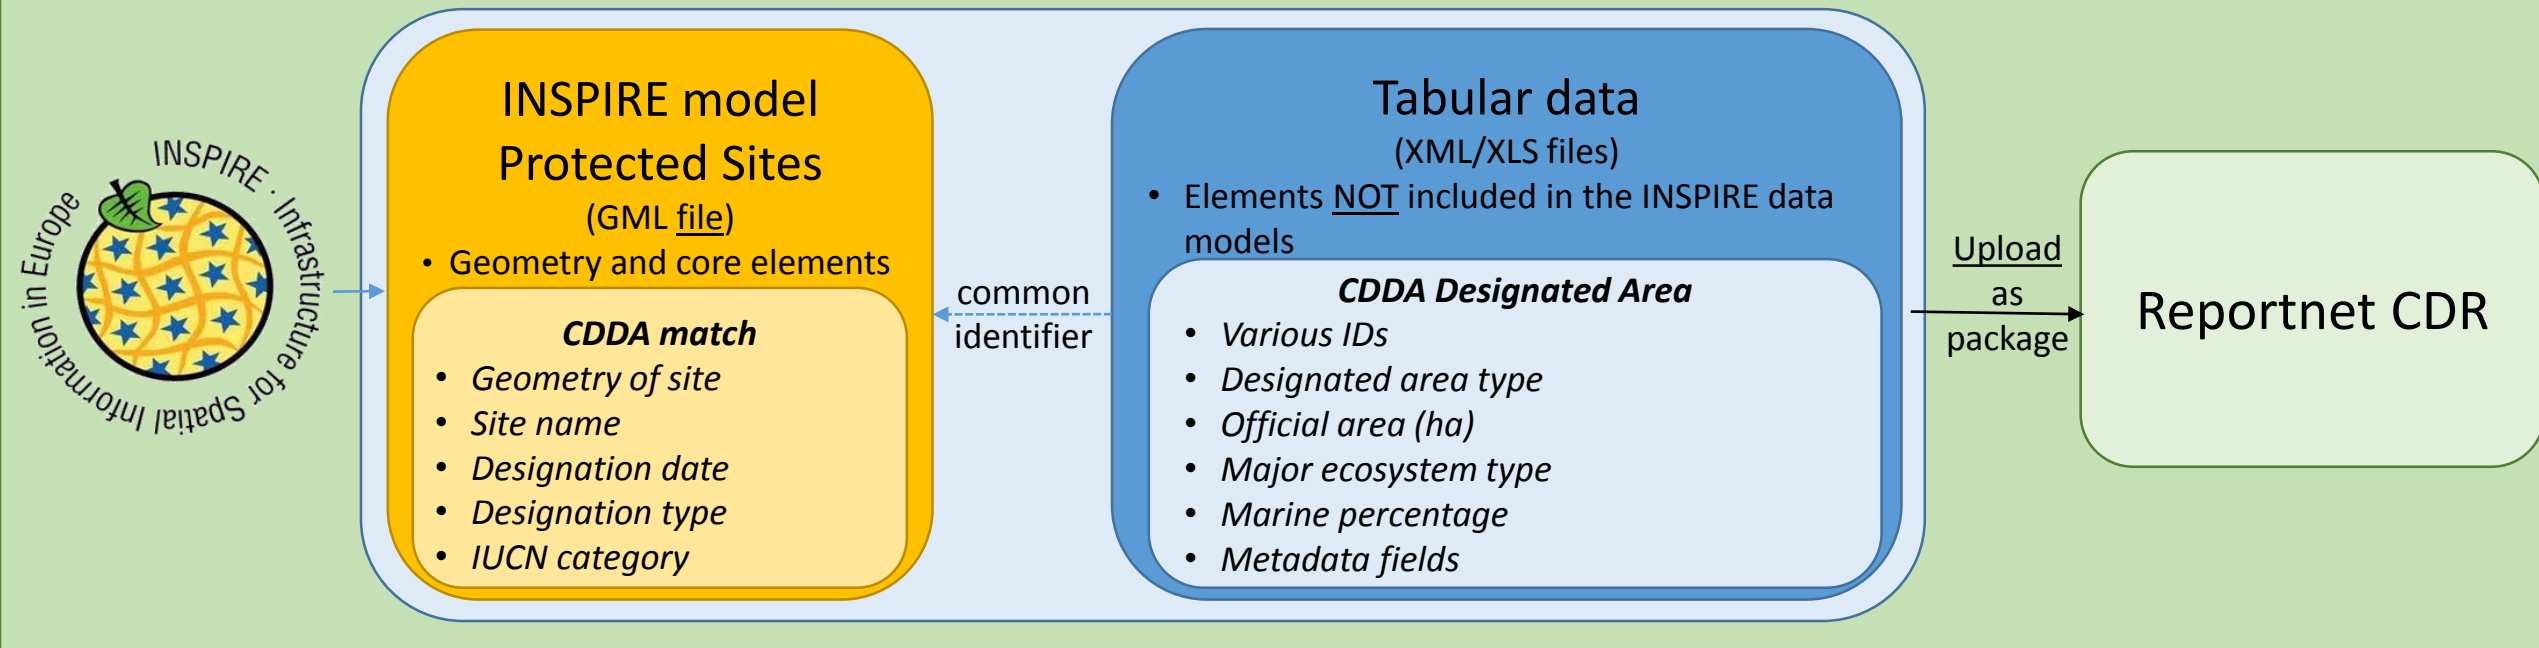 INSPIRE · Infrastructure for Spatial Information in Europe
INSPIRE model
Protected Sites
(GML file)
• Geometry and core elements
CDDA match
• Geometry of site
• Site name
• Designation date
• Designation type
• IUCN category
common
identifier
Tabular data
(XML/XLS files)
• Elements NOT included in the INSPIRE data
models
CDDA Designated Area
• Various IDs
• Designated area type
• Official area (ha)
• Major ecosystem type
• Marine percentage
• Metadata fields
Upload
as
package
Reportnet CDR